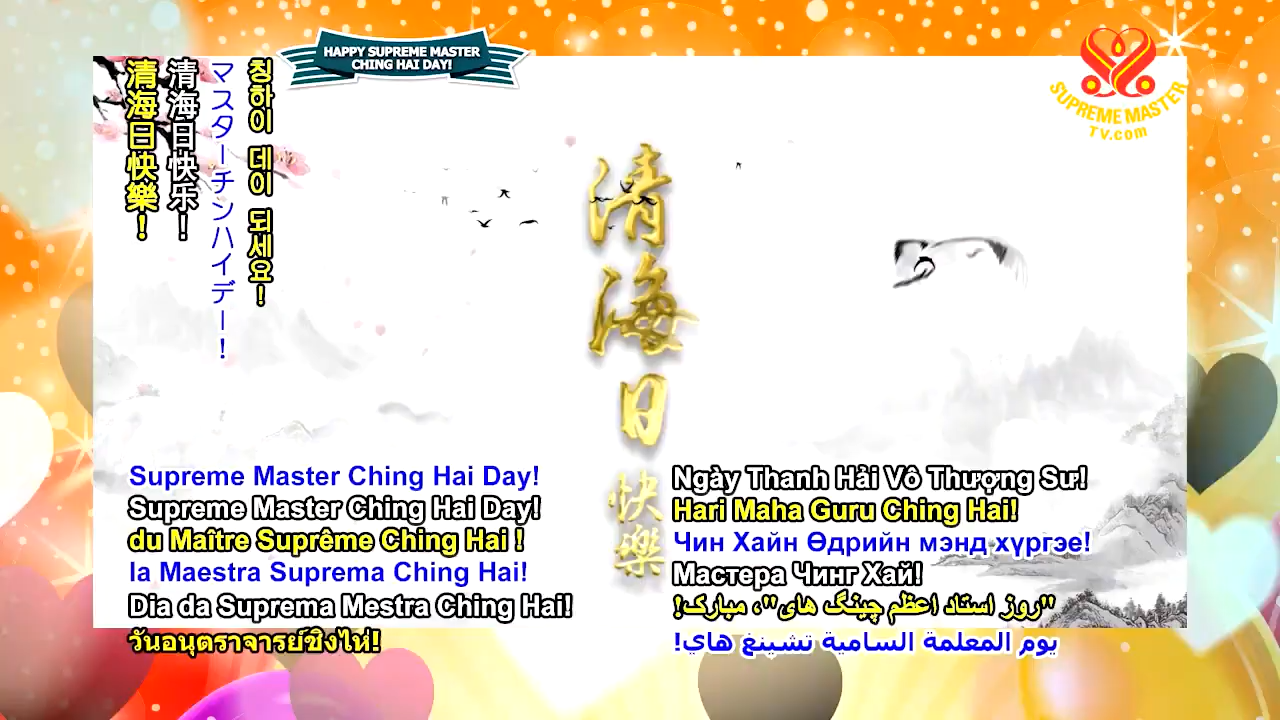 HAPPY SUPREME MASTER
CHING HAI DAY!
SUPREME MASTER
TV.com
清海日快樂！
清海日快乐！
マスターチンハイデー！
칭하이 데이 되세요!
清海日快樂
Supreme Master Ching Hai Day!
Supreme Master Ching Hai Day!
du Maître Suprême Ching Hai !
la Maestra Suprema Ching Hai!
Dia da Suprema Mestra Ching Hai!
วันอนุตราจารย์ชิงไห่!
Ngày Thanh Hải Vô Thượng Sư!
Hari Maha Guru Ching Hai!
Чин Хайн Өдрийн мэнд хүргэе!
Мастера Чинг Хай!
"روز استاد اعظم چینگ های"، مبارک!
يوم المعلمة السامية تشينغ هاي!